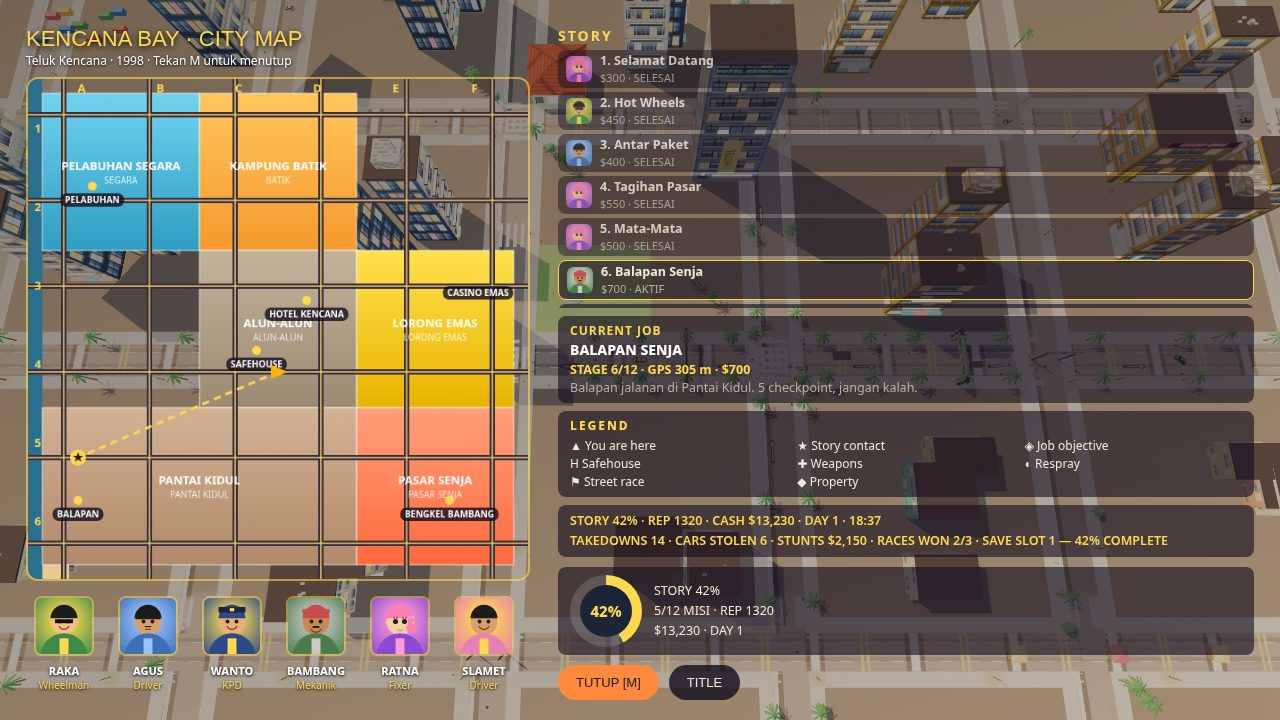 KENCANA BAY · CITY MAP
Teluk Kencana · 1998 · Tekan M untuk menutup
A B C D E F
1
2
3
4
5
6
PELABUHAN SEGARA
SEGARA
PELABUHAN
KAMPUNG BATIK
BATIK
CASINO EMAS
HOTEL KENCANA
ALUN-ALUN
ALUN-ALUN
LORONG EMAS
LORONG EMAS
SAFEHOUSE
PANTAI KIDUL
PANTAI KIDUL
PASAR SENJA
PASAR SENJA
BALAPAN
BENGKEL BAMBANG
RAKA
Wheelman
AGUS
Driver
WANTO
KPD
BAMBANG
Mekanik
RATNA
Fixer
SLAMET
Driver
STORY
1. Selamat Datang
$300 · SELESAI
2. Hot Wheels
$450 · SELESAI
3. Antar Paket
$400 · SELESAI
4. Tagihan Pasar
$550 · SELESAI
5. Mata-Mata
$500 · SELESAI
6. Balapan Senja
$700 · AKTIF
CURRENT JOB
BALAPAN SENJA
STAGE 6/12 · GPS 305 m · $700
Balapan jalanan di Pantai Kidul. 5 checkpoint, jangan kalah.
LEGEND
▲ You are here
★ Story contact
◈ Job objective
H Safehouse
✚ Weapons
◖ Respray
⚑ Street race
◆ Property
STORY 42% · REP 1320 · CASH $13,230 · DAY 1 · 18:37
TAKEDOWNS 14 · CARS STOLEN 6 · STUNTS $2,150 · RACES WON 2/3 · SAVE SLOT 1 — 42% COMPLETE
42%
STORY 42%
5/12 MISI · REP 1320
$13,230 · DAY 1
TUTUP [M]
TITLE